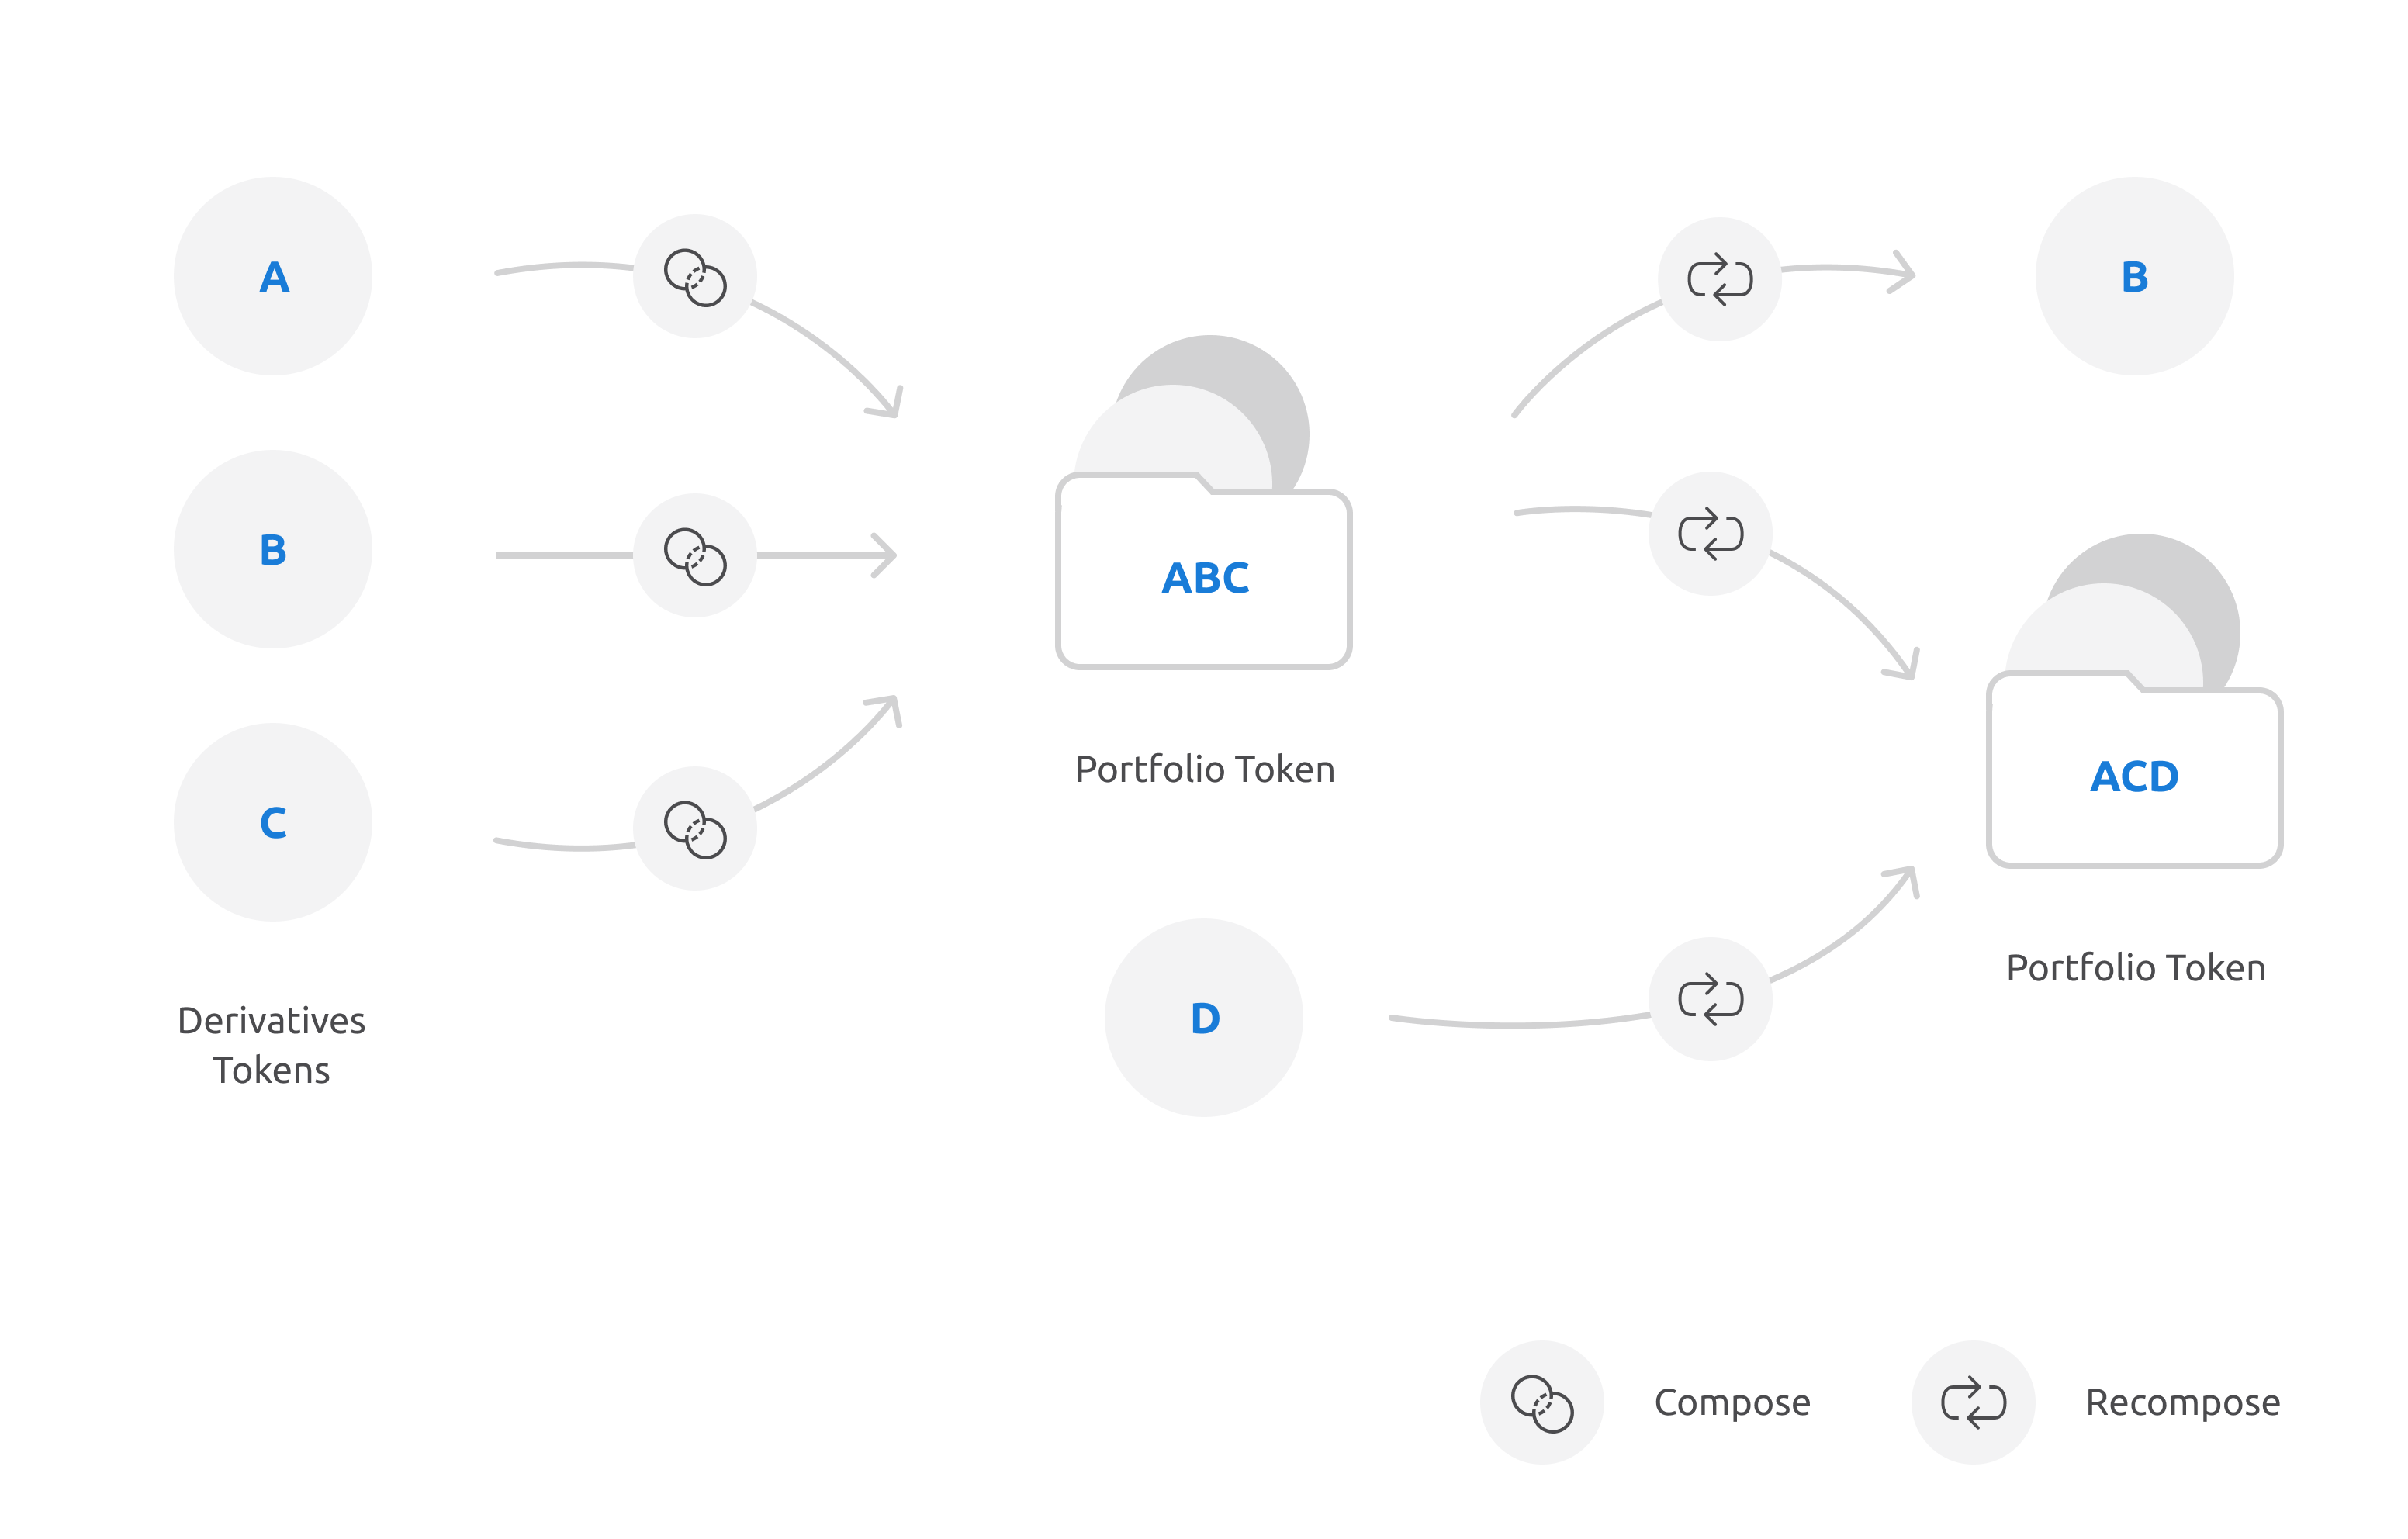 A
B
C
Derivatives
Tokens
ABC
Portfolio Token
D
B
ACD
Portfolio Token
Compose
Recompose